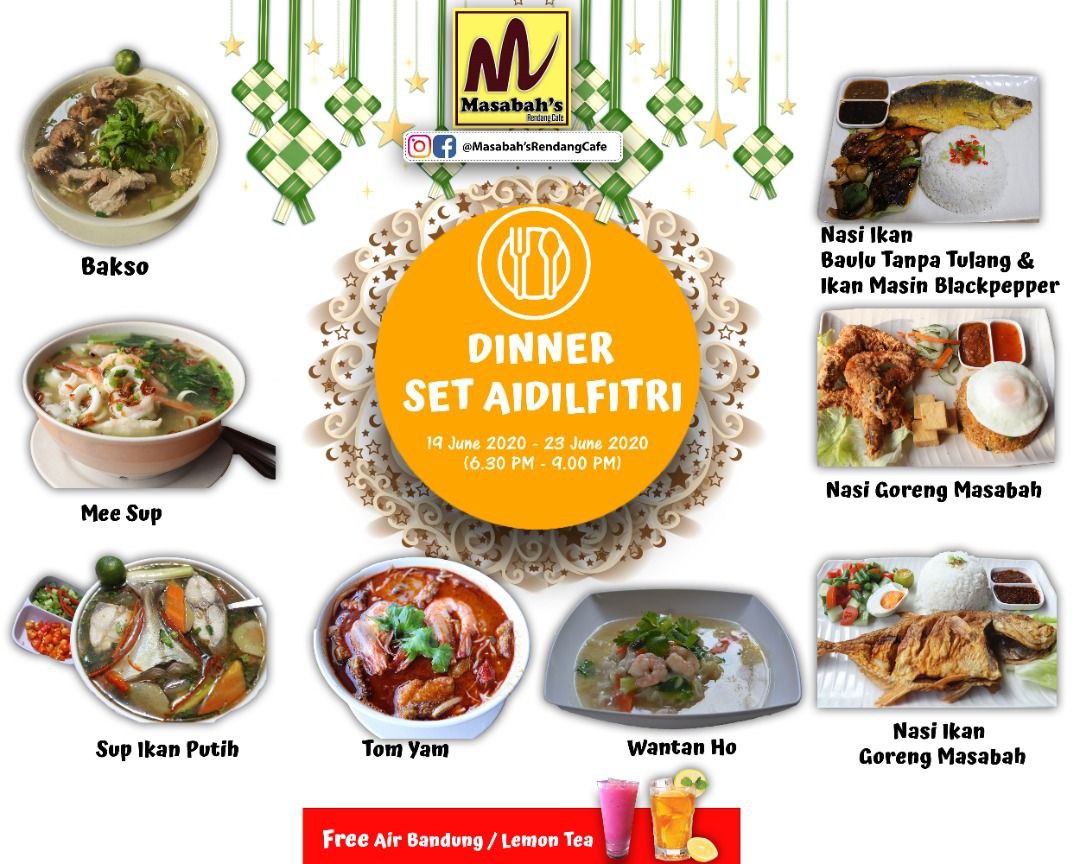 Masabah's
Rendang Cafe
@Masabah'sRendangCafe
DINNER
SET AIDILFITRI
19 June 2020 - 23 June 2020
(6.30 PM - 9.00 PM)
Bakso
Mee Sup
Sup Ikan Putih
Tom Yam
Wantan Ho
Nasi Ikan
Baulu Tanpa Tulang &
Ikan Masin Blackpepper
Nasi Goreng Masabah
Nasi Ikan
Goreng Masabah
Free Air Bandung / Lemon Tea